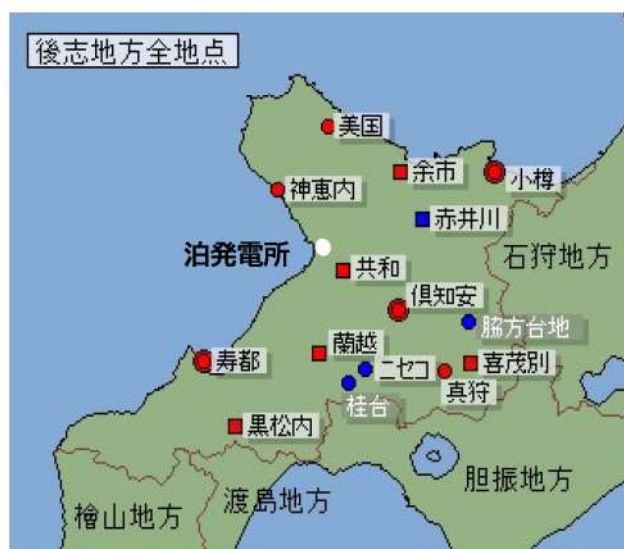 後志地方全地点
美国
余市
小樽
神恵内
赤井川
泊発電所
石狩地方
共和
倶知安
脇方台地
蘭越
寿都
ニセコ
喜茂別
真狩
桂台
黒松内
胆振地方
渡島地方
檜山地方